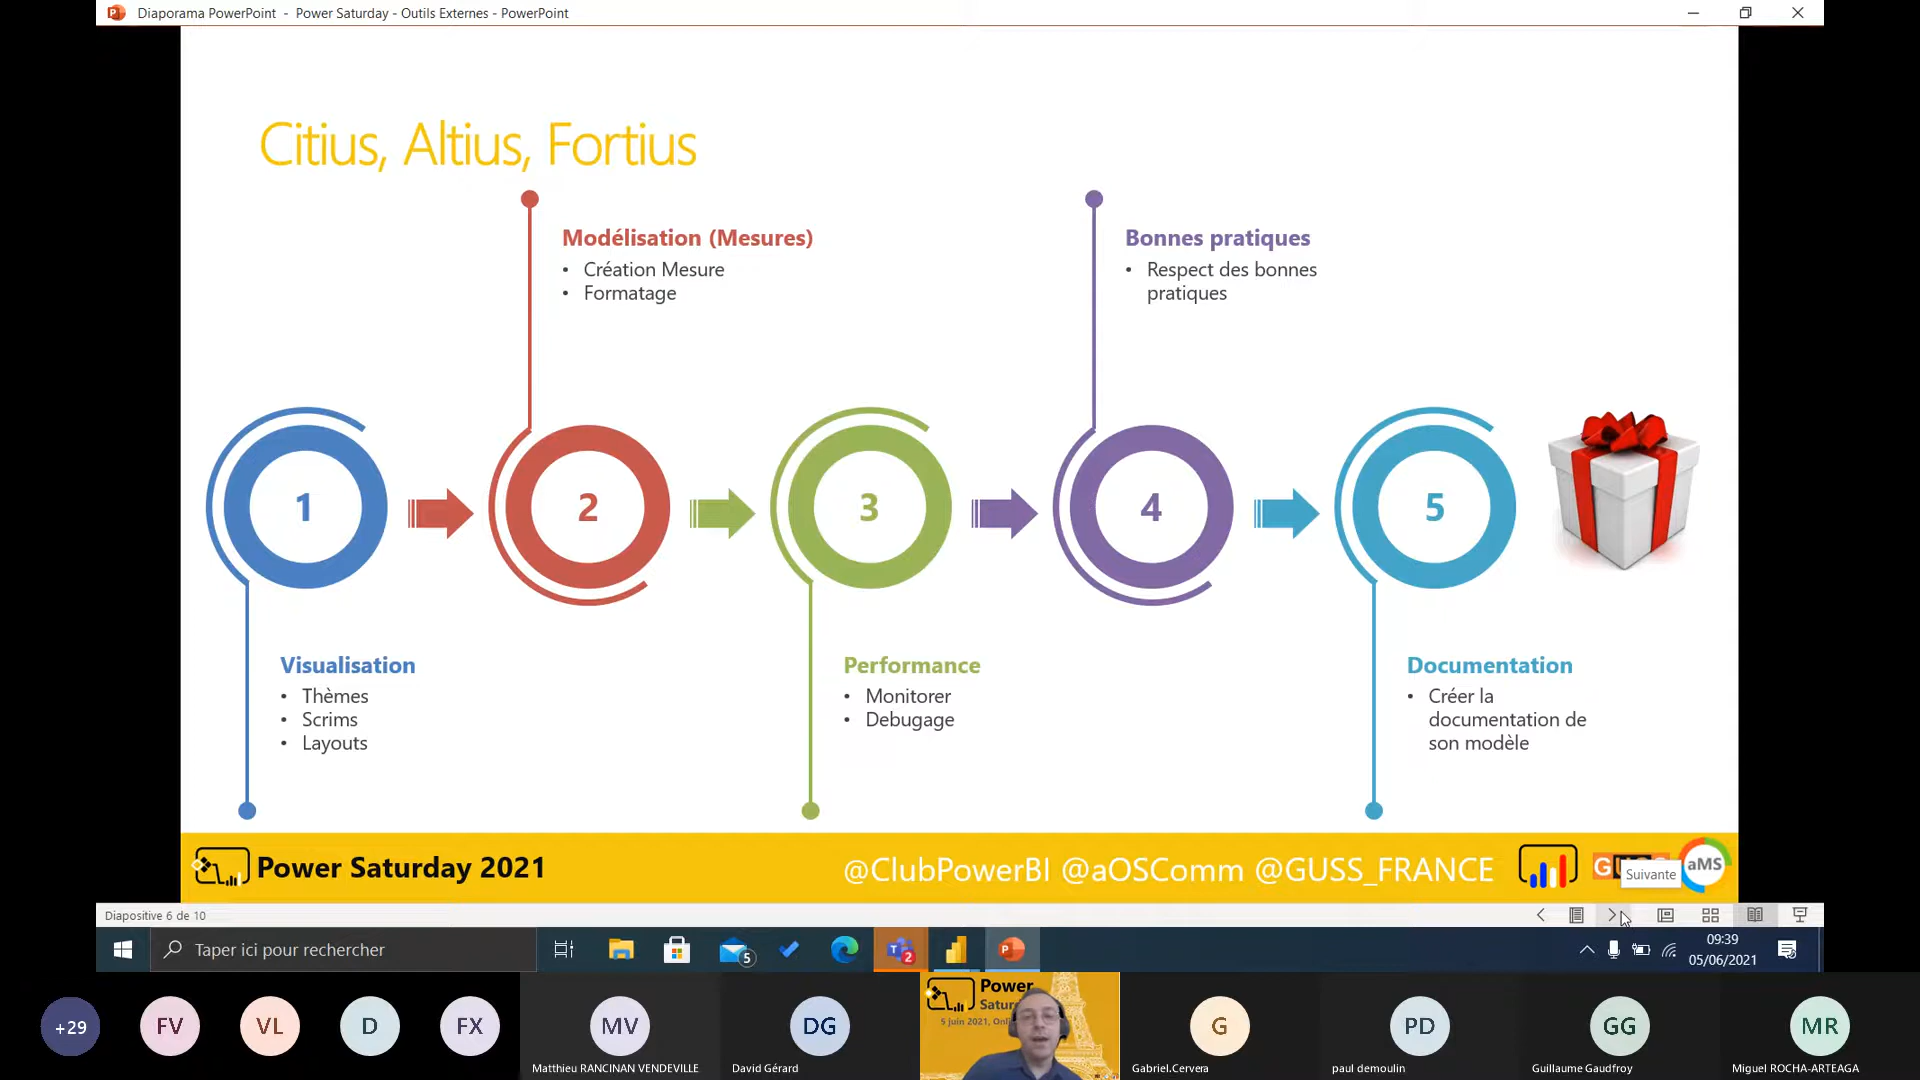 Diaporama PowerPoint - Power Saturday - Outils Externes - PowerPoint
Citius, Altius, Fortius
Modélisation (Mesures)
• Création Mesure
• Formatage
Bonnes pratiques
• Respect des bonnes
pratiques
1
2
3
4
5
Visualisation
• Thèmes
• Scrims
• Layouts
Performance
• Monitorer
• Debugage
Documentation
• Créer la
documentation de
son modèle
Power Saturday 2021
@ClubPowerBI @aOSComm @GUSS_FRANCE
aMS
Suivante
Diapositive 6 de 10
Taper ici pour rechercher
5
2
09:39
05/06/2021
+29
FV
VL
D
FX
MV
Matthieu RANCINAN VENDEVILLE
DG
David Gérard
Power
5 juin 2021,
G
Gabriel.Cervera
PD
paul demoulin
GG
Guillaume Gaudfroy
MR
Miguel ROCHA-ARTEAGA